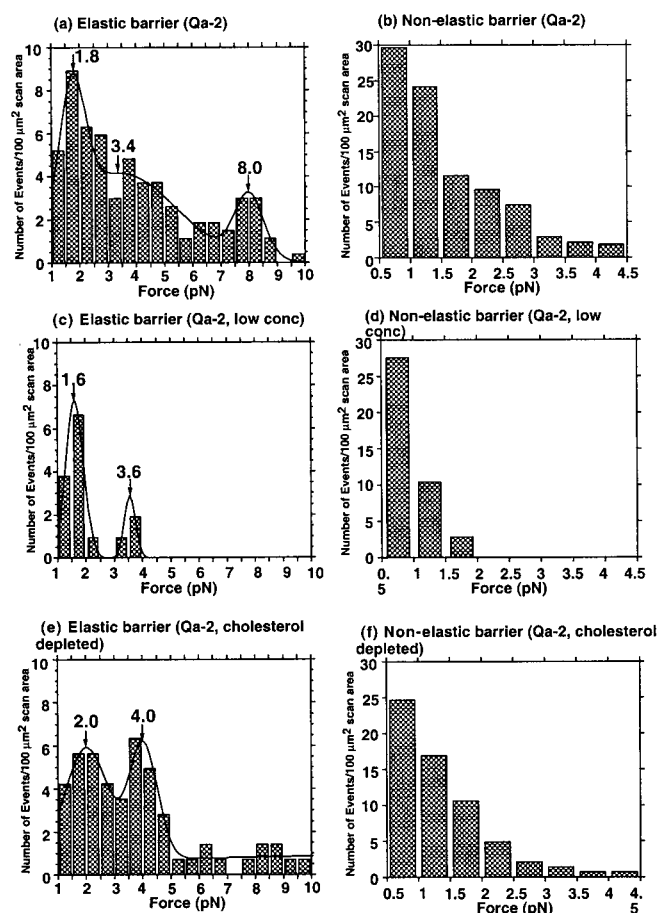 (a) Elastic barrier (Qa-2)
Number of Events/100 µm² scan area
10
8
6
4
2
0
1.8
3.4
8.0
1 2 3 4 5 6 7 8 9 10
Force (pN)
(b) Non-elastic barrier (Qa-2)
Number of Events/100 µm² scan area
30
25
20
15
10
5
0
0.5 1 1.5 2 2.5 3 3.5 4 4.5
Force (pN)
(c) Elastic barrier (Qa-2, low conc)
Number of Events/100 µm² scan area
10
8
6
4
2
0
1.6
3.6
1 2 3 4 5 6 7 8 9 10
Force (pN)
(d) Non-elastic barrier (Qa-2, low
conc)
Number of Events/100 µm² scan area
30
25
20
15
10
5
0
0. 1 1.5 2 2.5 3 3.5 4 4.5
5
Force (pN)
(e) Elastic barrier (Qa-2, cholesterol
depleted)
Number of Events/100 µm² scan area
10
8
6
4
2
0
2.0
4.0
1 2 3 4 5 6 7 8 9 10
Force (pN)
(f) Non-elastic barrier (Qa-2, cholesterol
depleted)
Number of Events/100 µm² scan area
30
25
20
15
10
5
0
0.5 1 1.5 2 2.5 3 3.5 4 4.
5
Force (pN)